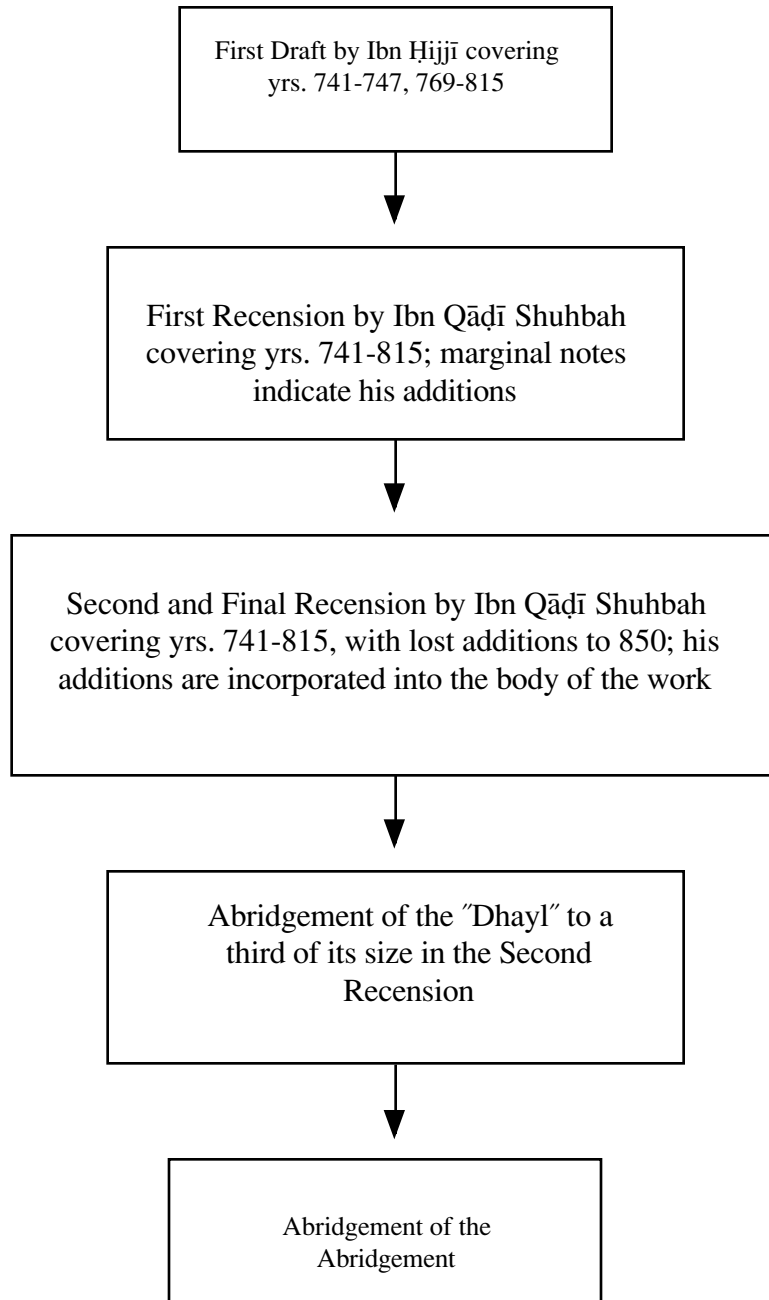 First Draft by Ibn Ḥijjī covering
yrs. 741-747, 769-815
First Recension by Ibn Qāḍī Shuhbah
covering yrs. 741-815; marginal notes
indicate his additions
Second and Final Recension by Ibn Qāḍī Shuhbah
covering yrs. 741-815, with lost additions to 850; his
additions are incorporated into the body of the work
Abridgement of the ˝Dhayl˝ to a
third of its size in the Second
Recension
Abridgement of the
Abridgement